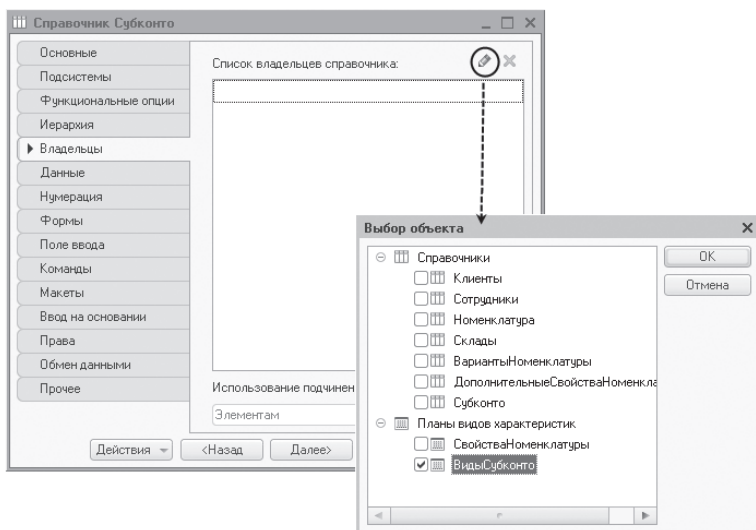 Справочник Субконто
Основные
Подсистемы
Функциональные опции
Иерархия
Владельцы
Данные
Нумерация
Формы
Поле ввода
Команды
Макеты
Ввод на основании
Права
Обмен данными
Прочее
Список владельцев справочника:
Использование подчинен
Элементам
Действия
<Назад
Далее>
Выбор объекта
Справочники
Клиенты
Сотрудники
Номенклатура
Склады
ВариантыНоменклатуры
ДополнительныеСвойстваНоменкла
Субконто
Планы видов характеристик
СвойстваНоменклатуры
ВидыСубконто
OK
Отмена